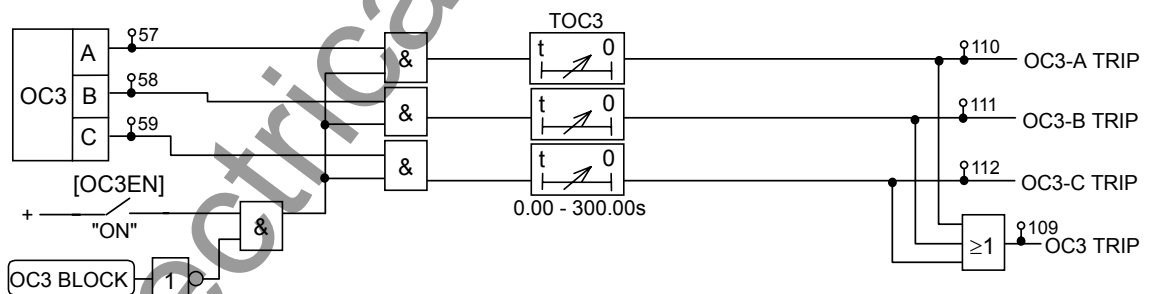 TOC3
57
A
& t 0
110
OC3-A TRIP
58
OC3 B
& t 0
111
OC3-B TRIP
59
C
& t 0
112
OC3-C TRIP
[OC3EN]
0.00 - 300.00s
+
"ON"
&
≥1
109
OC3 TRIP
OC3 BLOCK
1
ectrica